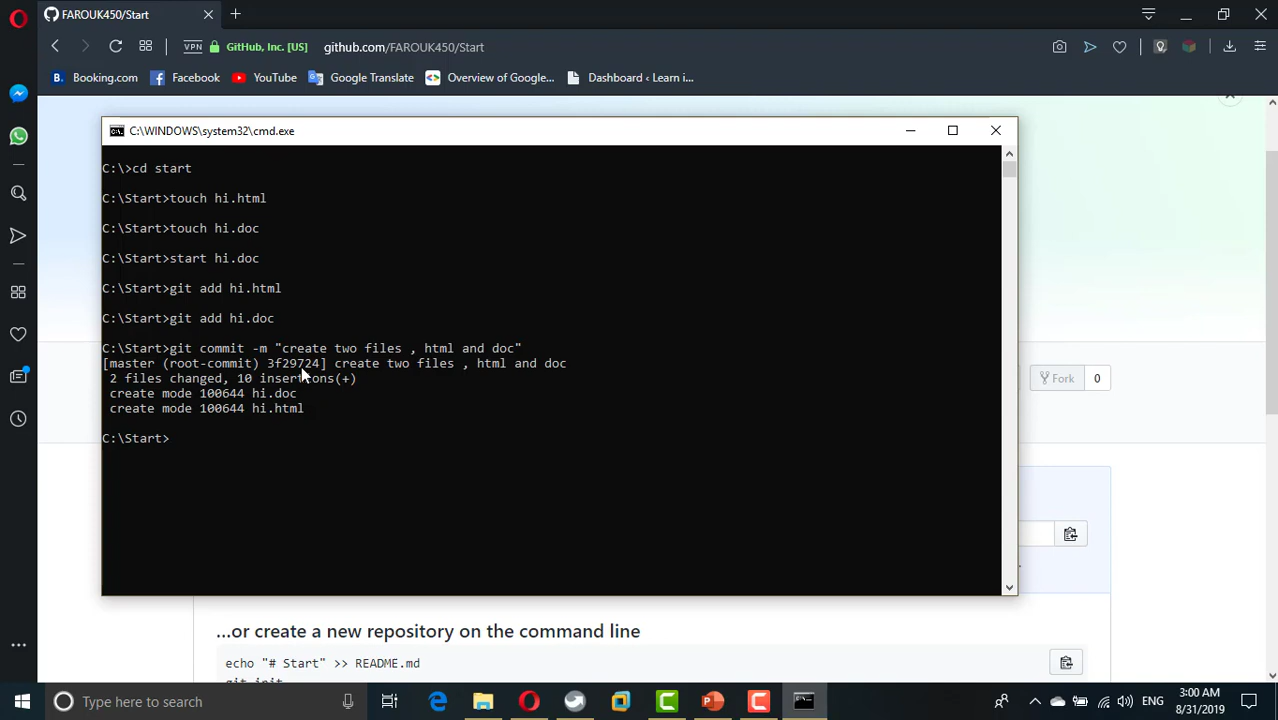 FAROUK450/Start
VPN
GitHub, Inc. [US]
github.com/FAROUK450/Start
B. Booking.com
Facebook
YouTube
Google Translate
Overview of Google...
Dashboard ‹ Learn i...
C:\WINDOWS\system32\cmd.exe
C:\>cd start
C:\Start>touch hi.html
C:\Start>touch hi.doc
C:\Start>start hi.doc
C:\Start>git add hi.html
C:\Start>git add hi.doc
C:\Start>git commit -m "create two files , html and doc"
[master (root-commit) 3f29724] create two files , html and doc
2 files changed, 10 insertions(+)
create mode 100644 hi.doc
create mode 100644 hi.html
C:\Start>
Fork 0
...or create a new repository on the command line
echo "# Start" >> README.md
git init
Type here to search
ENG
3:00 AM
8/31/2019